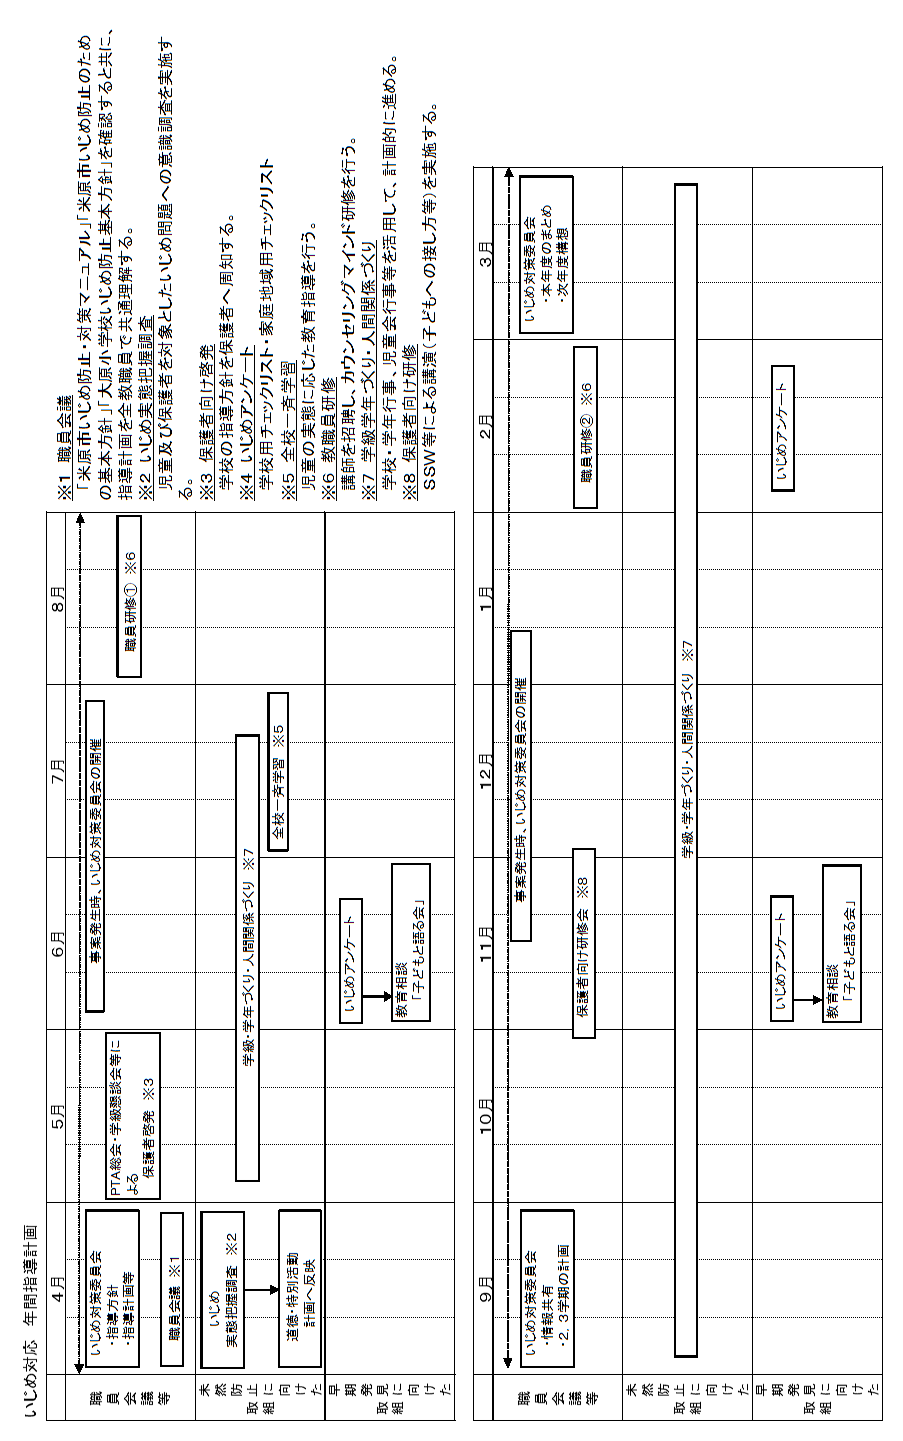 いじめ対応　年間指導計画
4月
5月
6月
7月
8月
職員会議等
いじめ対策委員会
・指導方針
・指導計画等
職員会議 ※1
PTA総会・学級懇談会等に
よる
保護者啓発　※3
事案発生時、いじめ対策委員会の開催
職員研修① ※6
未然防止に向けた取組
いじめ
実態把握調査　※2
道徳・特別活動
計画へ反映
学級・学年づくり・人間関係づくり　※7
全校一斉学習　※5
早期発見に向けた取組
いじめアンケート
教育相談
「子どもと語る会」
※1　職員会議
「米原市いじめ防止・対策マニュアル」「米原市いじめ防止のため
の基本方針」「大原小学校いじめ防止基本方針」を確認すると共に、
指導計画を全教職員で共通理解する。
※2 いじめ実態把握調査
児童及び保護者を対象としたいじめ問題への意識調査を実施す
る。
※3　保護者向け啓発
学校の指導方針を保護者へ周知する。
※4 いじめアンケート
学校用チェックリスト・家庭地域用チェックリスト
※5 全校一斉学習
児童の実態に応じた教育指導を行う。
※6　教職員研修
講師を招聘し、カウンセリングマインド研修を行う。
※7　学級学年づくり・人間関係づくり
学校・学年行事、児童会行事等を活用して、計画的に進める。
※8　保護者向け研修
SSW等による講演(子どもへの接し方等)を実施する。
9月
10月
11月
12月
1月
2月
3月
職員会議等
いじめ対策委員会
・情報共有
・2，3学期の計画
保護者向け研修会　※8
事案発生時、いじめ対策委員会の開催
職員研修② ※6
いじめ対策委員会
・本年度のまとめ
・次年度構想
未然防止に向けた取組
学級・学年づくり・人間関係づくり　※7
早期発見に向けた取組
いじめアンケート
教育相談
「子どもと語る会」
いじめアンケート